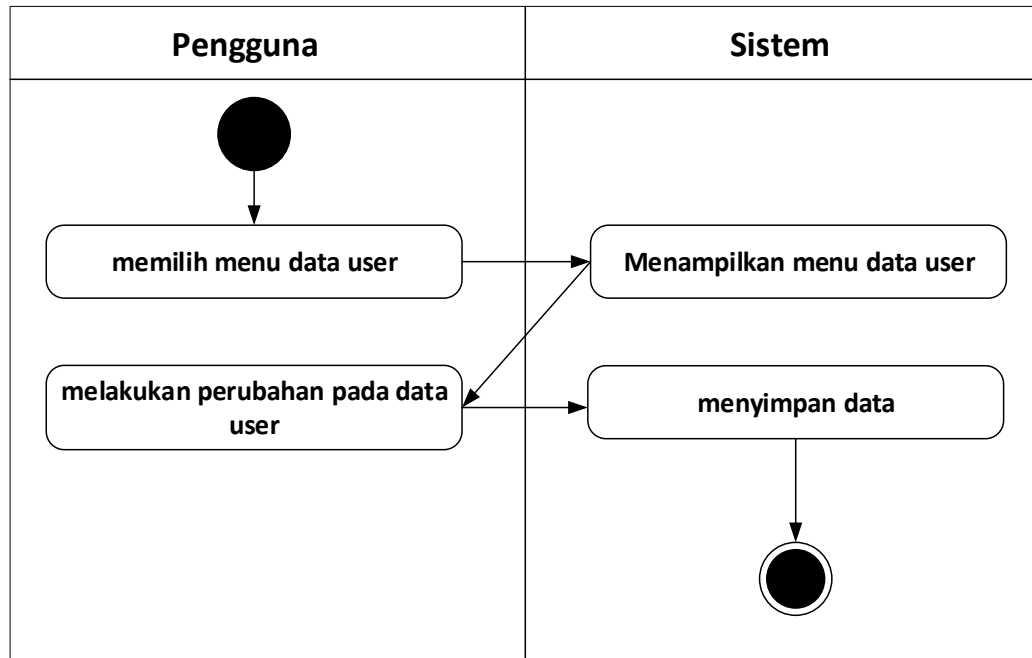 Pengguna
Sistem
memilih menu data user
Menampilkan menu data user
melakukan perubahan pada data
user
menyimpan data